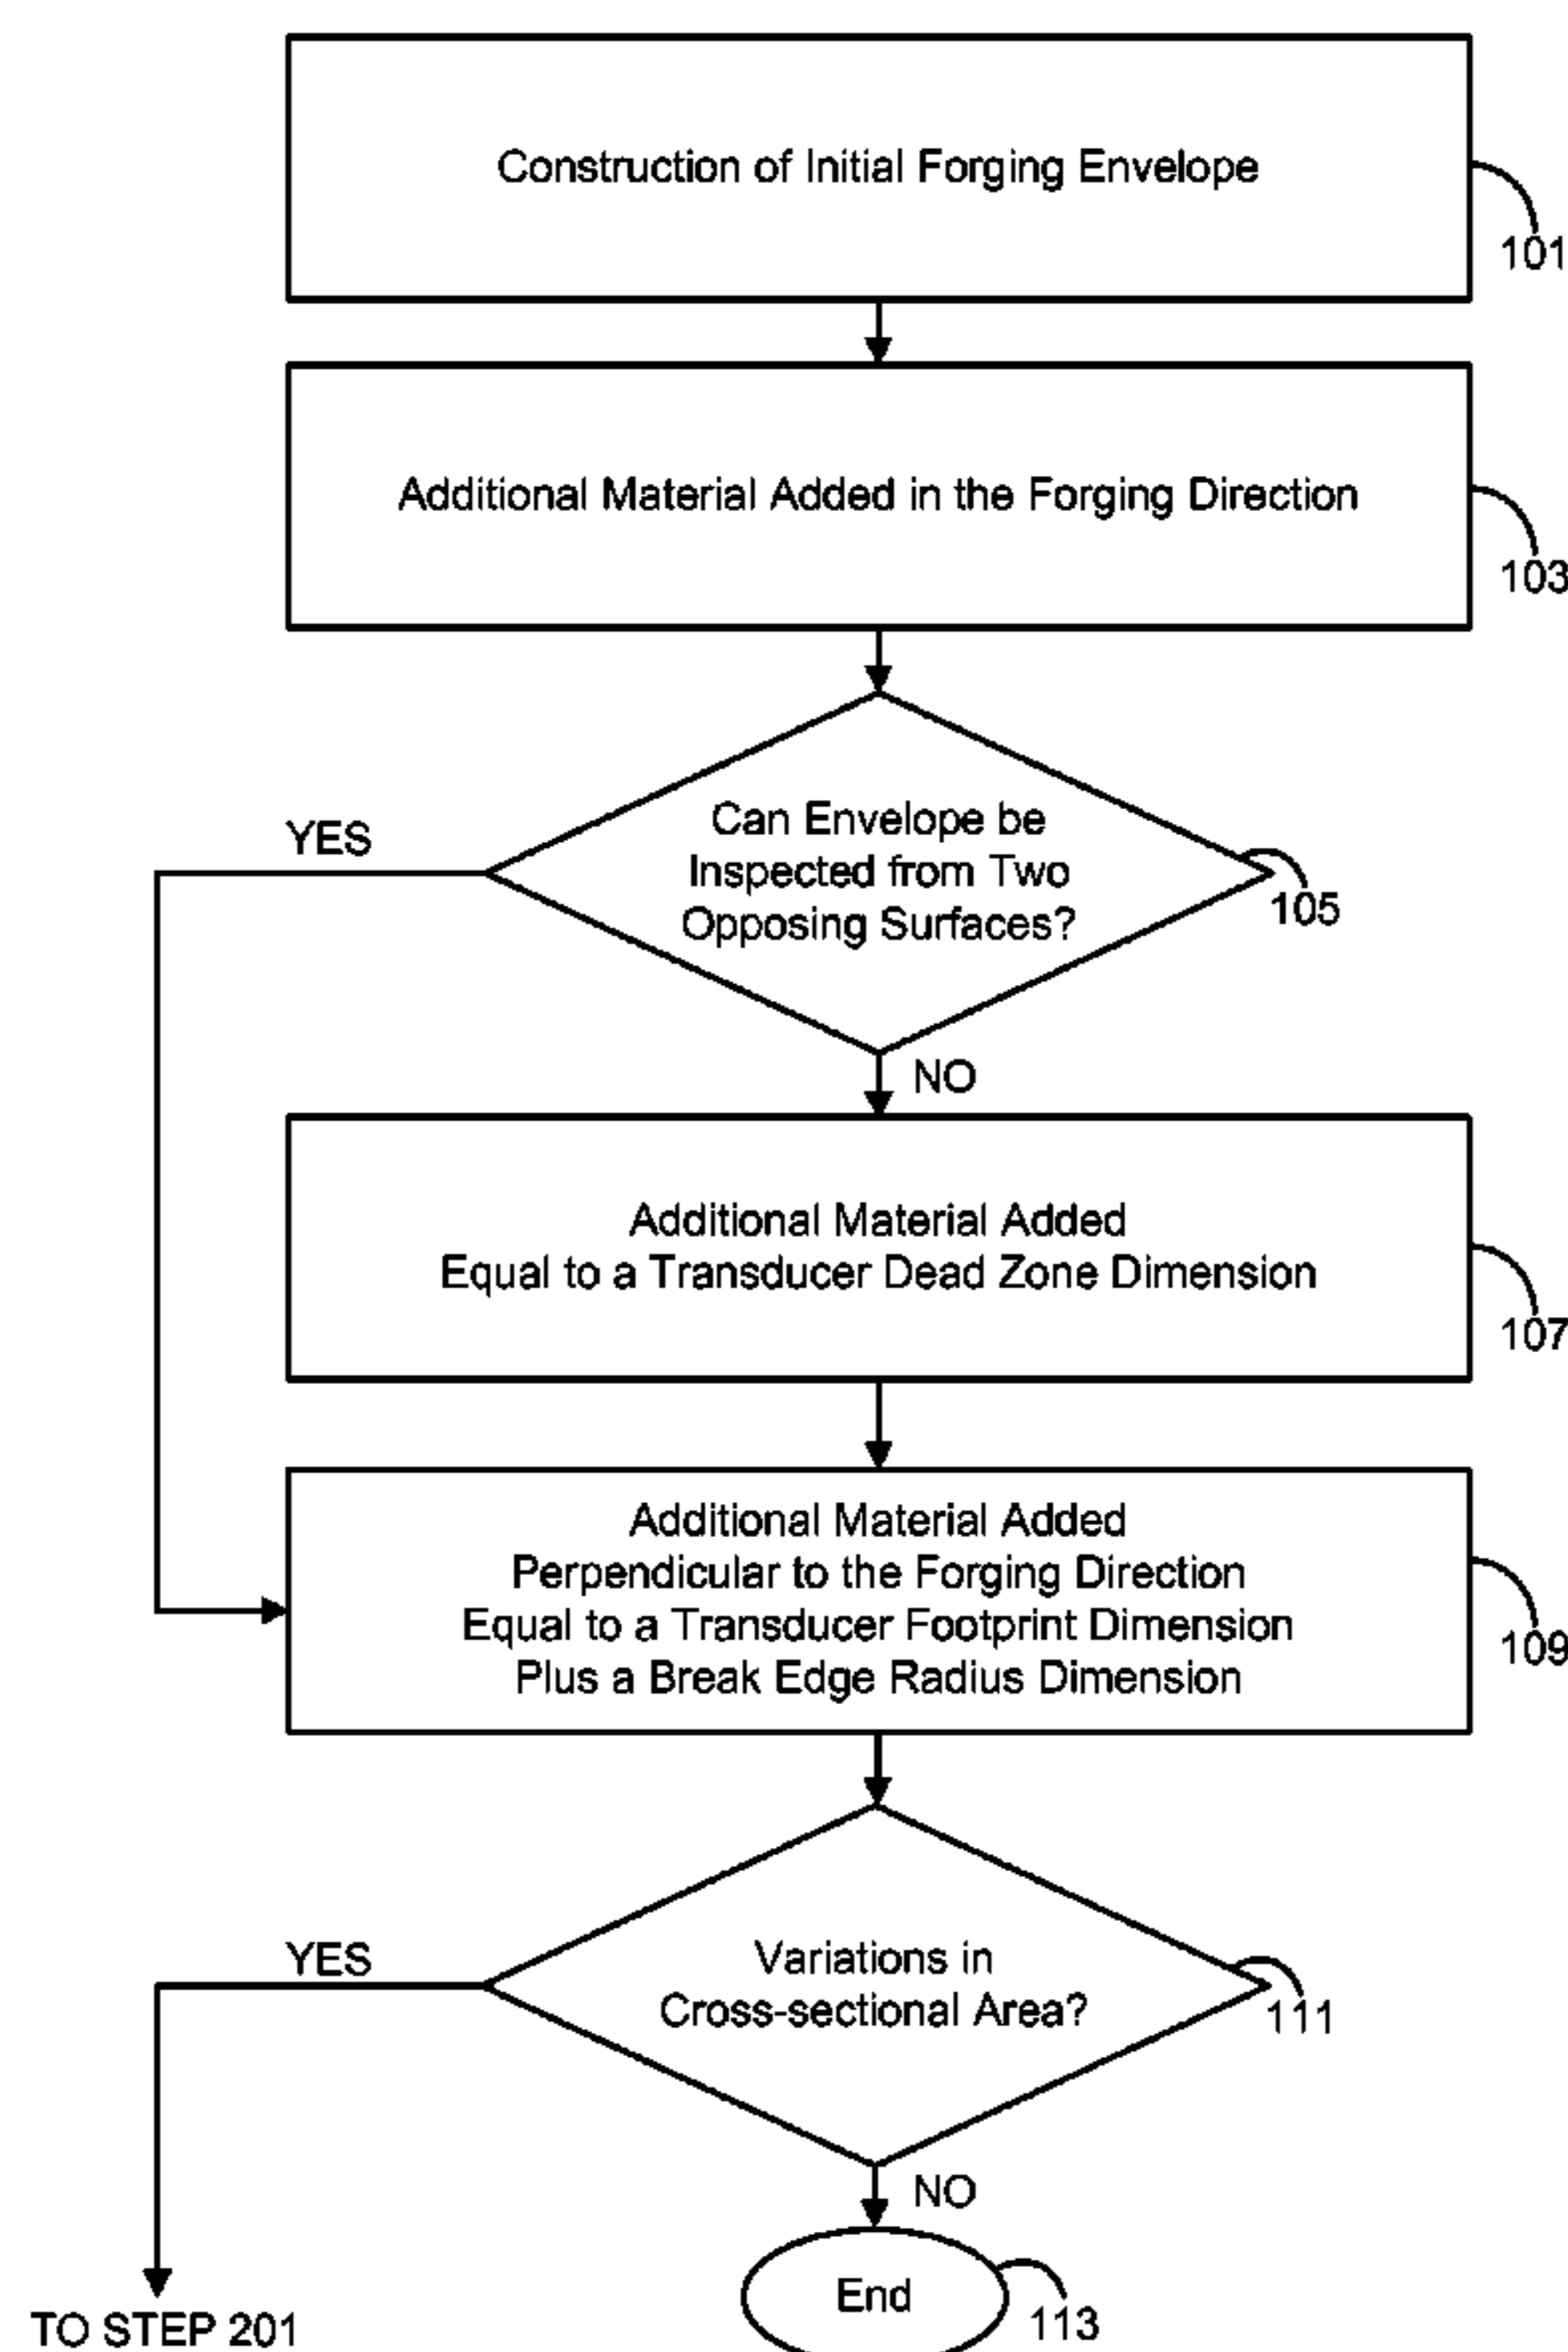 Construction of Initial Forging Envelope
101
Additional Material Added in the Forging Direction
103
Can Envelope be
Inspected from Two
Opposing Surfaces?
105
YES
NO
Additional Material Added
Equal to a Transducer Dead Zone Dimension
107
Additional Material Added
Perpendicular to the Forging Direction
Equal to a Transducer Footprint Dimension
Plus a Break Edge Radius Dimension
109
Variations in
Cross-sectional Area?
111
YES
NO
End
113
TO STEP 201